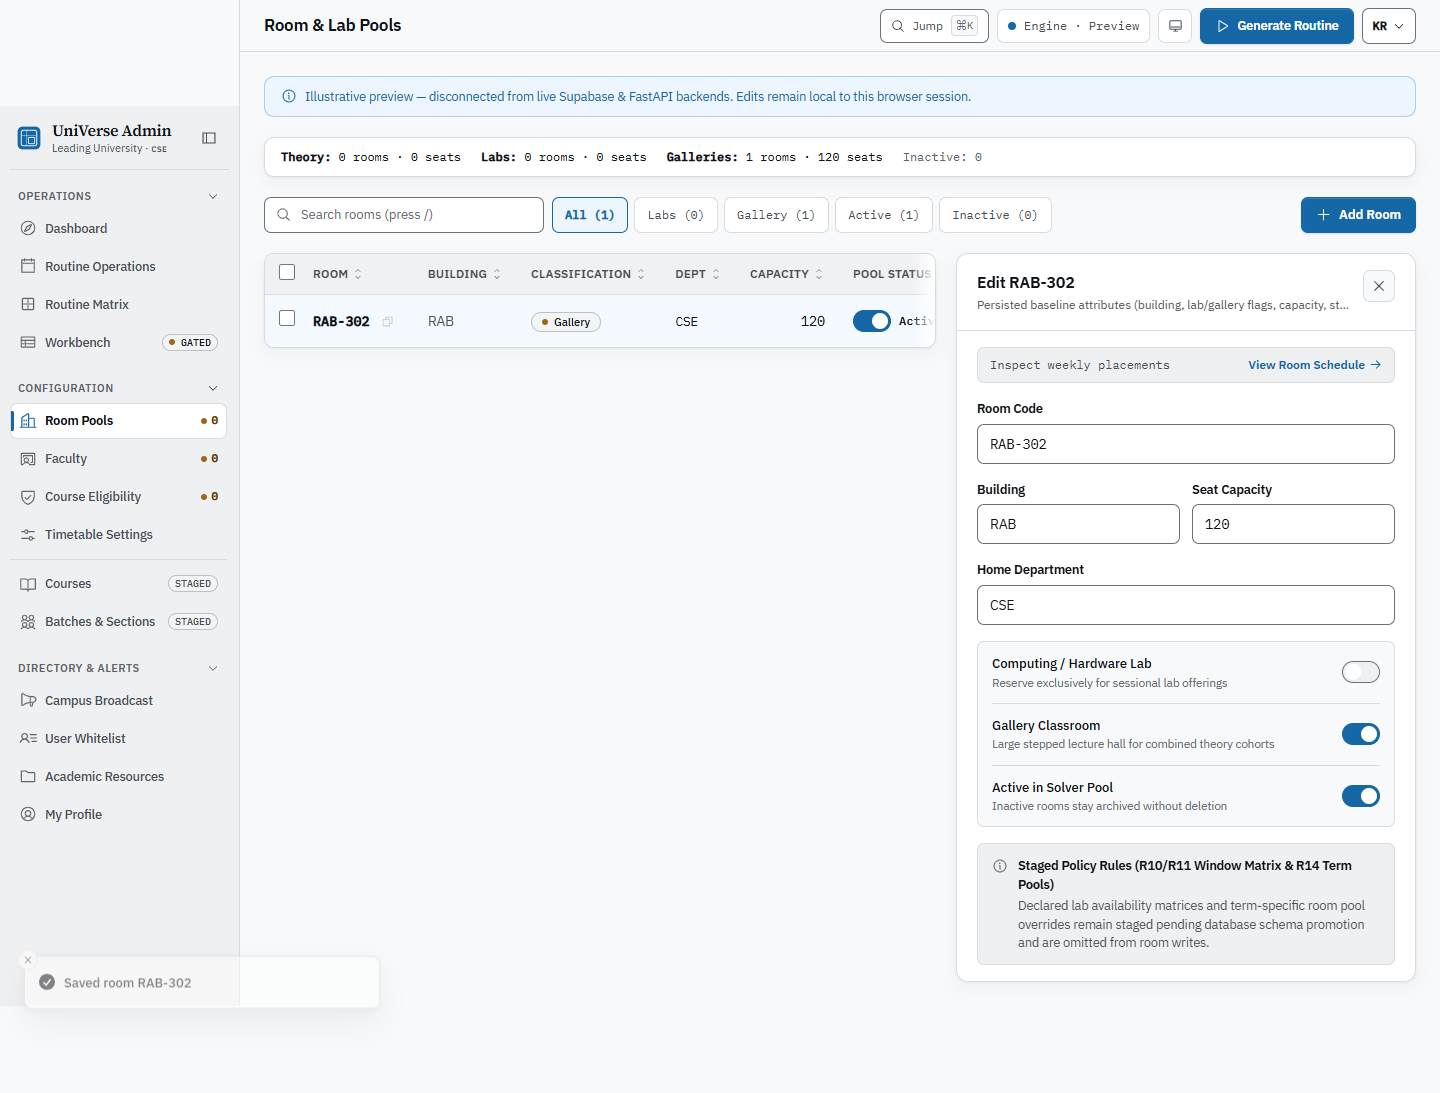 Room & Lab Pools
Jump ⌘K
Engine · Preview
Generate Routine
KR
Illustrative preview — disconnected from live Supabase & FastAPI backends. Edits remain local to this browser session.
UniVerse Admin
Leading University · CSE
Theory: 0 rooms · 0 seats Labs: 0 rooms · 0 seats Galleries: 1 rooms · 120 seats Inactive: 0
OPERATIONS
Dashboard
Routine Operations
Routine Matrix
Workbench GATED
CONFIGURATION
Room Pools 0
Faculty 0
Course Eligibility 0
Timetable Settings
Courses STAGED
Batches & Sections STAGED
DIRECTORY & ALERTS
Campus Broadcast
User Whitelist
Academic Resources
My Profile
Search rooms (press /)
All (1) Labs (0) Gallery (1) Active (1) Inactive (0)
Add Room
ROOM BUILDING CLASSIFICATION DEPT CAPACITY POOL STATUS
RAB-302 RAB Gallery CSE 120 Activ
Edit RAB-302
Persisted baseline attributes (building, lab/gallery flags, capacity, st...
Inspect weekly placements View Room Schedule →
Room Code
RAB-302
Building Seat Capacity
RAB 120
Home Department
CSE
Computing / Hardware Lab
Reserve exclusively for sessional lab offerings
Gallery Classroom
Large stepped lecture hall for combined theory cohorts
Active in Solver Pool
Inactive rooms stay archived without deletion
Staged Policy Rules (R10/R11 Window Matrix & R14 Term
Pools)
Declared lab availability matrices and term-specific room pool
overrides remain staged pending database schema promotion
and are omitted from room writes.
Saved room RAB-302